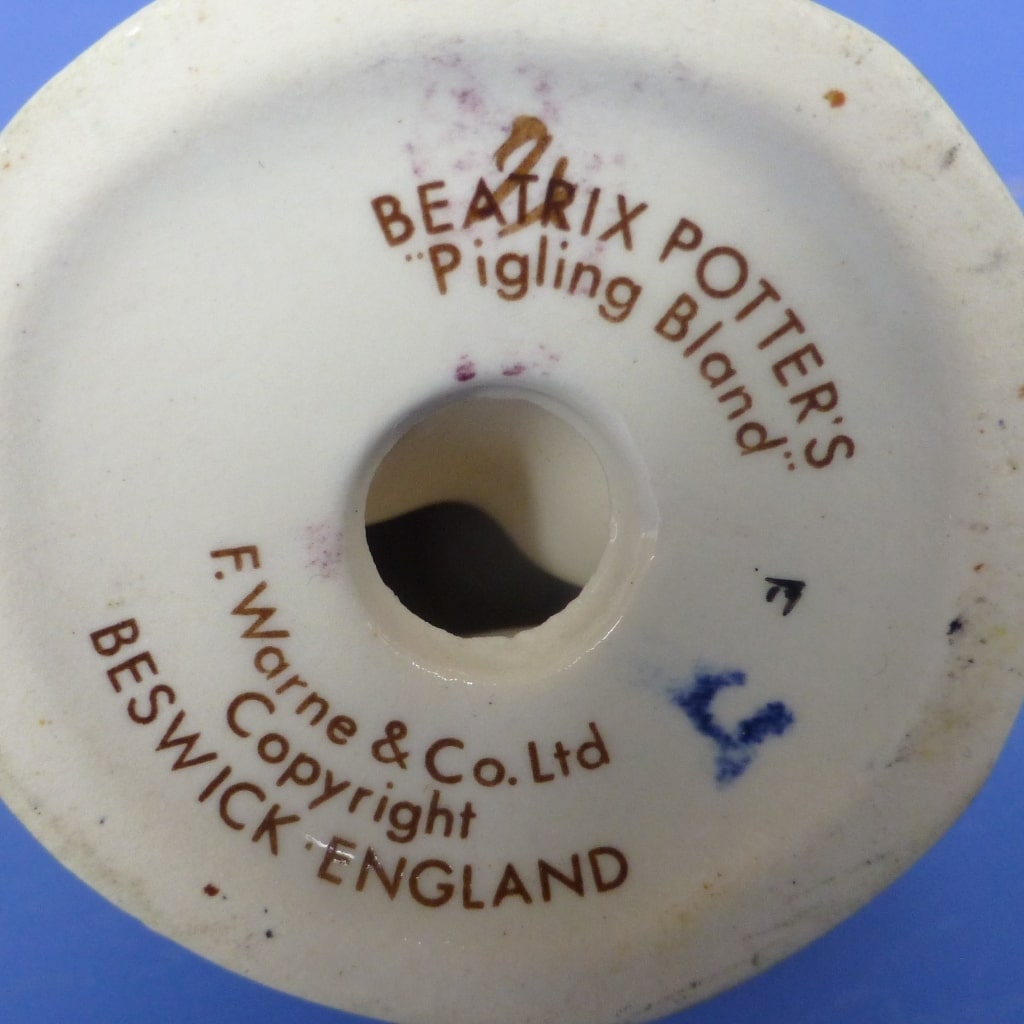 BEATRIX POTTER'S
"Pigling Bland"
F. Warne & Co. Ltd
Copyright
BESWICK ENGLAND